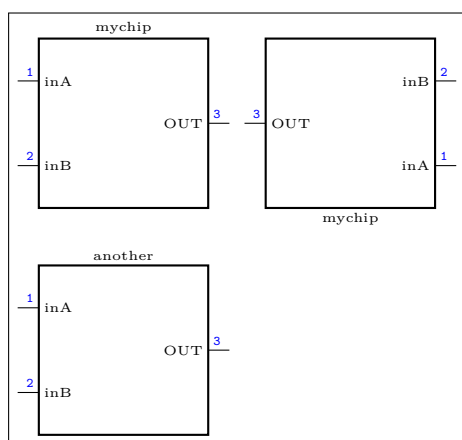 mychip
1 inA
OUT 3
2 inB
inB 2
3 OUT
inA 1
mychip
another
1 inA
OUT 3
2 inB